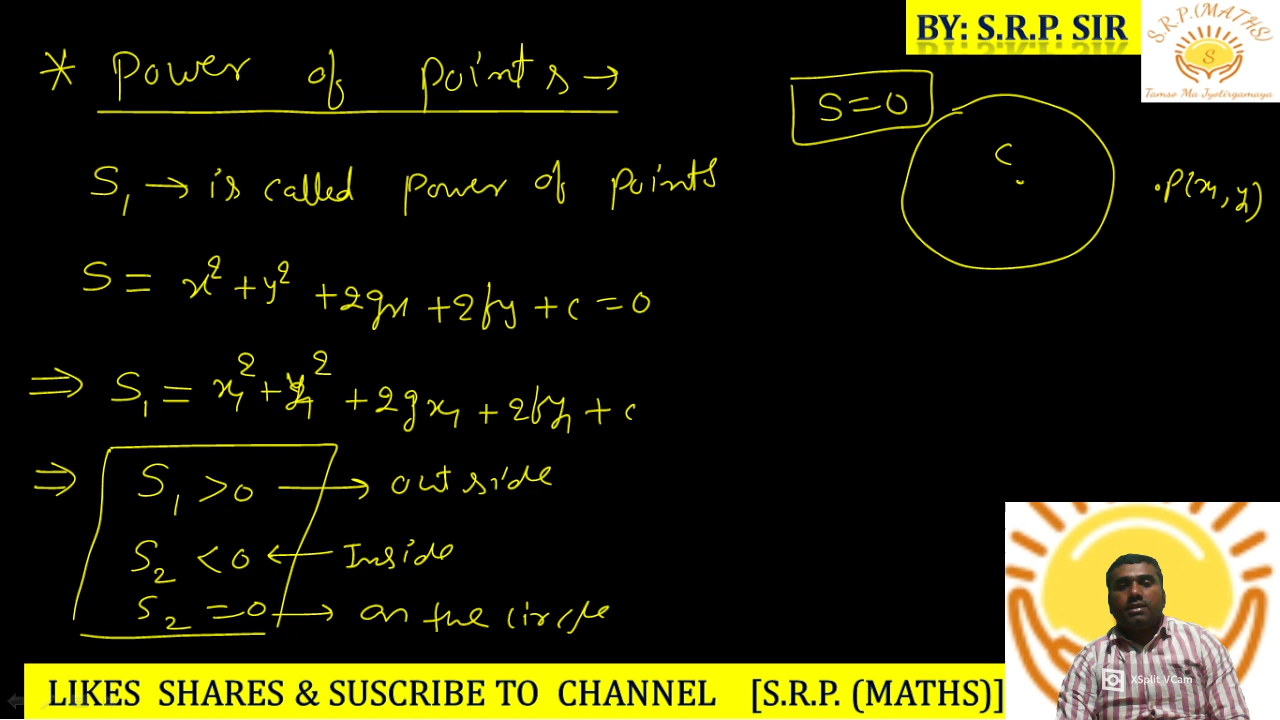 BY: S.R.P. SIR
S.R.P.(MATHS)
S
Tamso Ma Jyotirgamaya
* Power of points →
S=0
C
.P(x₁, y₁)
S₁ → is called power of points
S = x² + y² + 2gx + 2fy + c = 0
⇒ S₁ = x₁² + y₁² + 2gx₁ + 2fy₁ + c
⇒ S₁ > 0 → out side
S₂ < 0 ← Inside
S₂ = 0 → on the circle
LIKES SHARES & SUSCRIBE TO CHANNEL [S.R.P. (MATHS)]
XSplit VCam